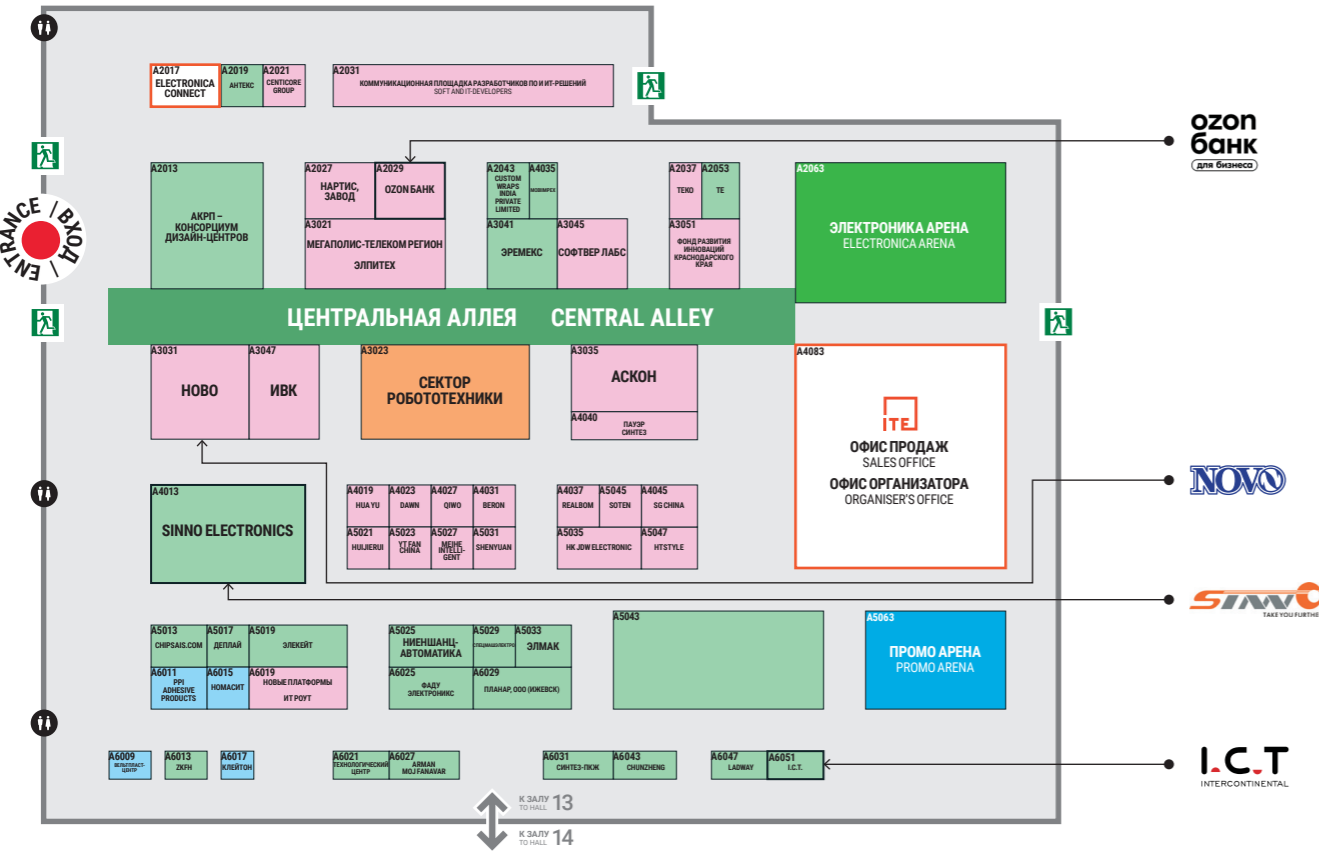 A2017
ELECTRONICA
CONNECT
A2019
АНТЕКС
A2021
CENTICORE
GROUP
A2031
КОММУНИКАЦИОННАЯ ПЛОЩАДКА РАЗРАБОТЧИКОВ ПО И ИТ-РЕШЕНИЙ
SOFT AND IT-DEVELOPERS
ozon
банк
для бизнеса
ENTRANCE / ВХОД /
A2013
АКРП –
КОНСОРЦИУМ
ДИЗАЙН-ЦЕНТРОВ
A2027
НАРТИС,
ЗАВОД
A2029
OZON БАНК
A3021
МЕГАПОЛИС-ТЕЛЕКОМ РЕГИОН
ЭЛПИТЕХ
A2043
CUSTOM
WRAPS
INDIA
PRIVATE
LIMITED
A4035
MOBIMPEX
A3041
ЭРЕМЕКС
A3045
СОФТВЕР ЛАБС
A2037
ТЕКО
A2053
ТЕ
A3051
ФОНД РАЗВИТИЯ
ИННОВАЦИЙ
КРАСНОДАРСКОГО
КРАЯ
A2063
ЭЛЕКТРОНИКА АРЕНА
ELECTRONICA ARENA
ЦЕНТРАЛЬНАЯ АЛЛЕЯ CENTRAL ALLEY
A3031
НОВО
A3047
ИВК
A3023
СЕКТОР
РОБОТОТЕХНИКИ
A3035
АСКОН
A4040
ПАУЭР
СИНТЕЗ
A4083
ITE
ОФИС ПРОДАЖ
SALES OFFICE
ОФИС ОРГАНИЗАТОРА
ORGANISER'S OFFICE
NOVO
A4013
SINNO ELECTRONICS
A4019
HUA YU
A4023
DAWN
A4027
QIWO
A4031
BERON
A5021
HUIJIERUI
A5023
YT FAN
CHINA
A5027
MEIHE
INTELLI-
GENT
A5031
SHENYUAN
A4037
REALBOM
A5045
SOTEN
A4045
SG CHINA
A5035
HK JDW ELECTRONIC
A5047
HTSTYLE
SINNO
TAKE YOU FURTHE
A5013
CHIPSAIS.COM
A5017
ДЕПЛАЙ
A5019
ЭЛЕКЕЙТ
A6011
PPI
ADHESIVE
PRODUCTS
A6015
НОМАСИТ
A6019
НОВЫЕ ПЛАТФОРМЫ
ИТ РОУТ
A5025
НИЕНШАНЦ-
АВТОМАТИКА
A5029
СПЕЦМАШЭЛЕКТРО
A5033
ЭЛМАК
A6025
ФАДУ
ЭЛЕКТРОНИКС
A6029
ПЛАНАР, ООО (ИЖЕВСК)
A5043
A5063
ПРОМО АРЕНА
PROMO ARENA
A6009
ВЕЛЬТПЛАСТ-
ЦЕНТР
A6013
ZKFH
A6017
КЛЕЙТОН
A6021
ТЕХНОЛОГИЧЕСКИЙ
ЦЕНТР
A6027
ARMAN
MOJ FANAVAR
A6031
СИНТЕЗ-ПКЖ
A6043
CHUNZHENG
A6047
LADWAY
A6051
I.C.T.
I.C.T
INTERCONTINENTAL
К ЗАЛУ
TO HALL 13
К ЗАЛУ
TO HALL 14